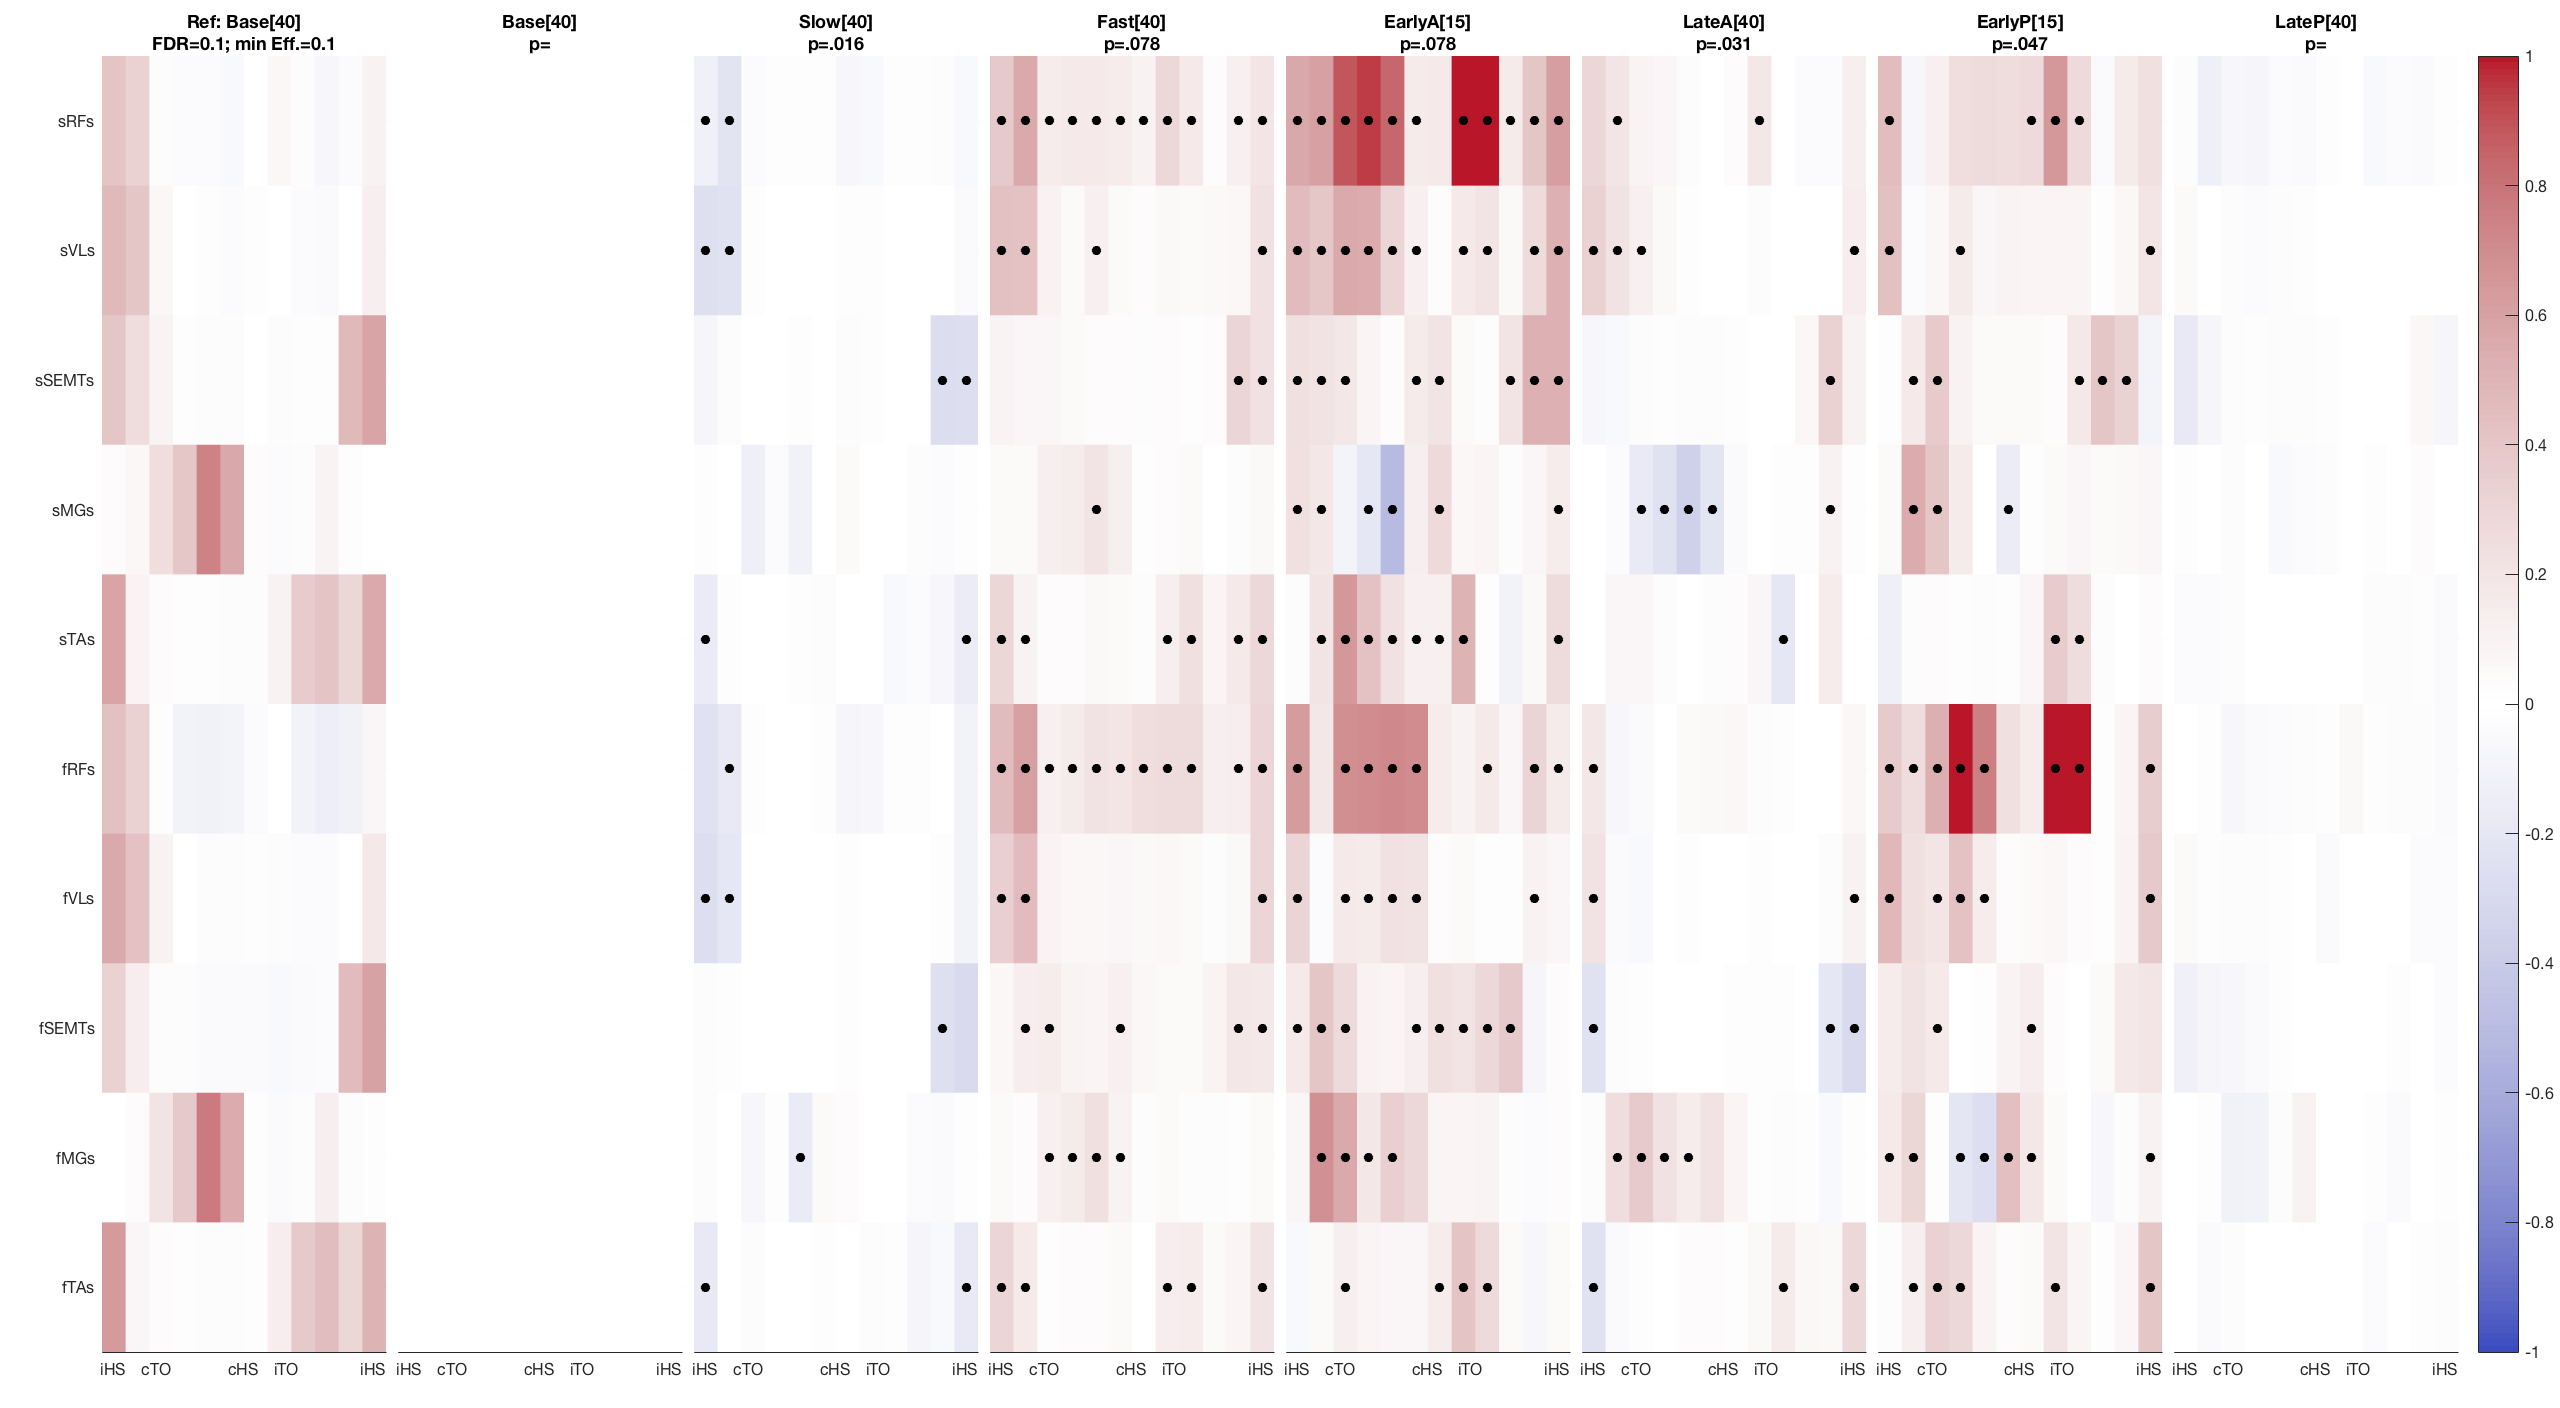 Ref: Base[40] Base[40] Slow[40] Fast[40] EarlyA[15] LateA[40] EarlyP[15] LateP[40]
FDR=0.1; min Eff.=0.1 p= p=.016 p=.078 p=.078 p=.031 p=.047 p=
1
sRFs
0.8
sVLs
0.6
sSEMTs
0.4
sMGs
0.2
sTAs
0
fRFs
-0.2
fVLs
-0.4
fSEMTs
-0.6
fMGs
-0.8
fTAs
-1
iHS cTO cHS iTO iHS iHS cTO cHS iTO iHS iHS cTO cHS iTO iHS iHS cTO cHS iTO iHS iHS cTO cHS iTO iHS iHS cTO cHS iTO iHS iHS cTO cHS iTO iHS iHS cTO cHS iTO iHS